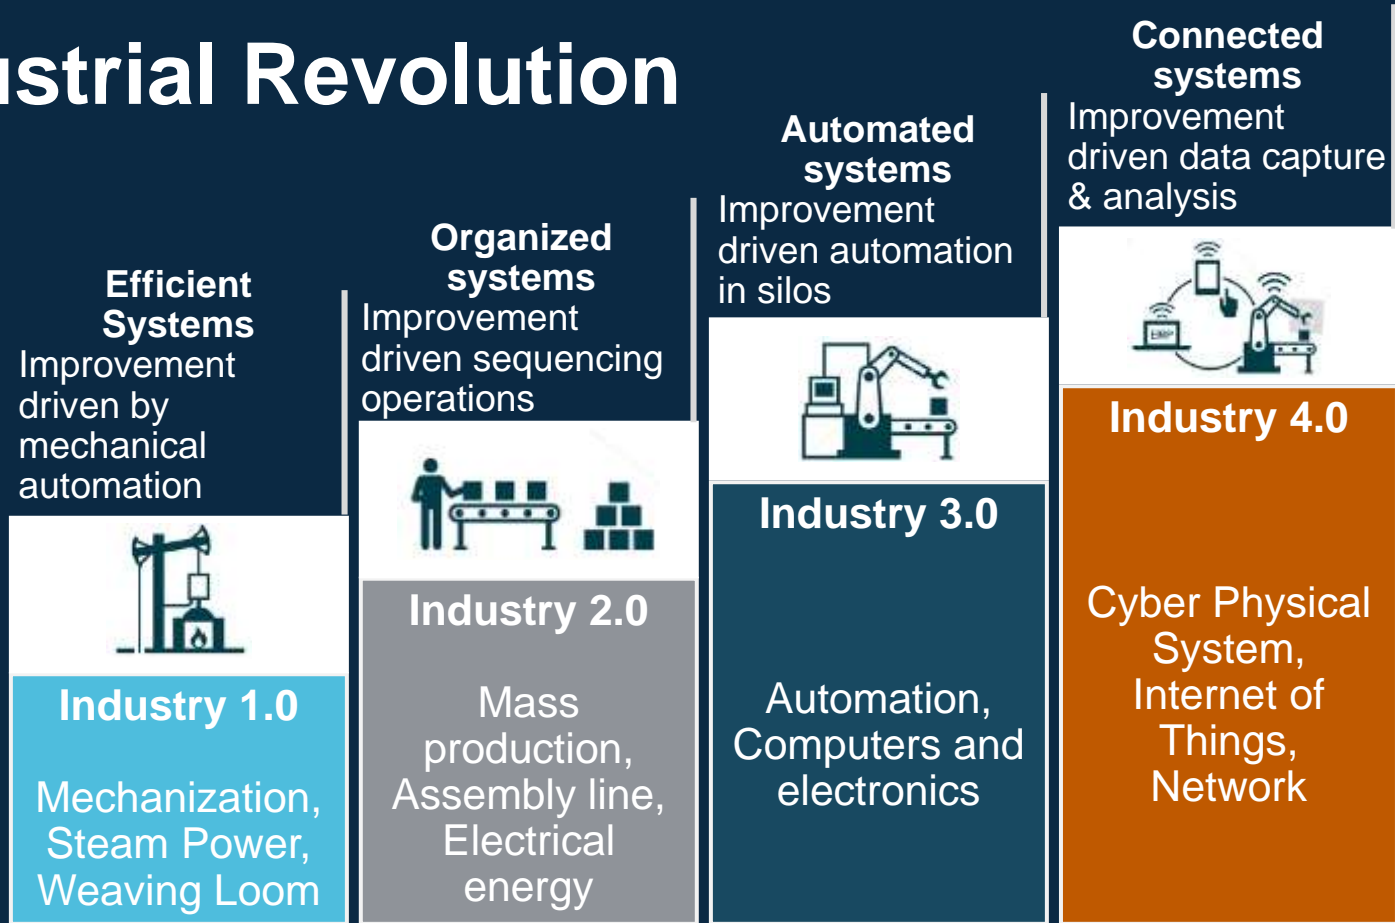 ustrial Revolution
Efficient
Systems
Improvement
driven by
mechanical
automation
Industry 1.0
Mechanization,
Steam Power,
Weaving Loom
Organized
systems
Improvement
driven sequencing
operations
Industry 2.0
Mass
production,
Assembly line,
Electrical
energy
Automated
systems
Improvement
driven automation
in silos
Industry 3.0
Automation,
Computers and
electronics
Connected
systems
Improvement
driven data capture
& analysis
Industry 4.0
Cyber Physical
System,
Internet of
Things,
Network